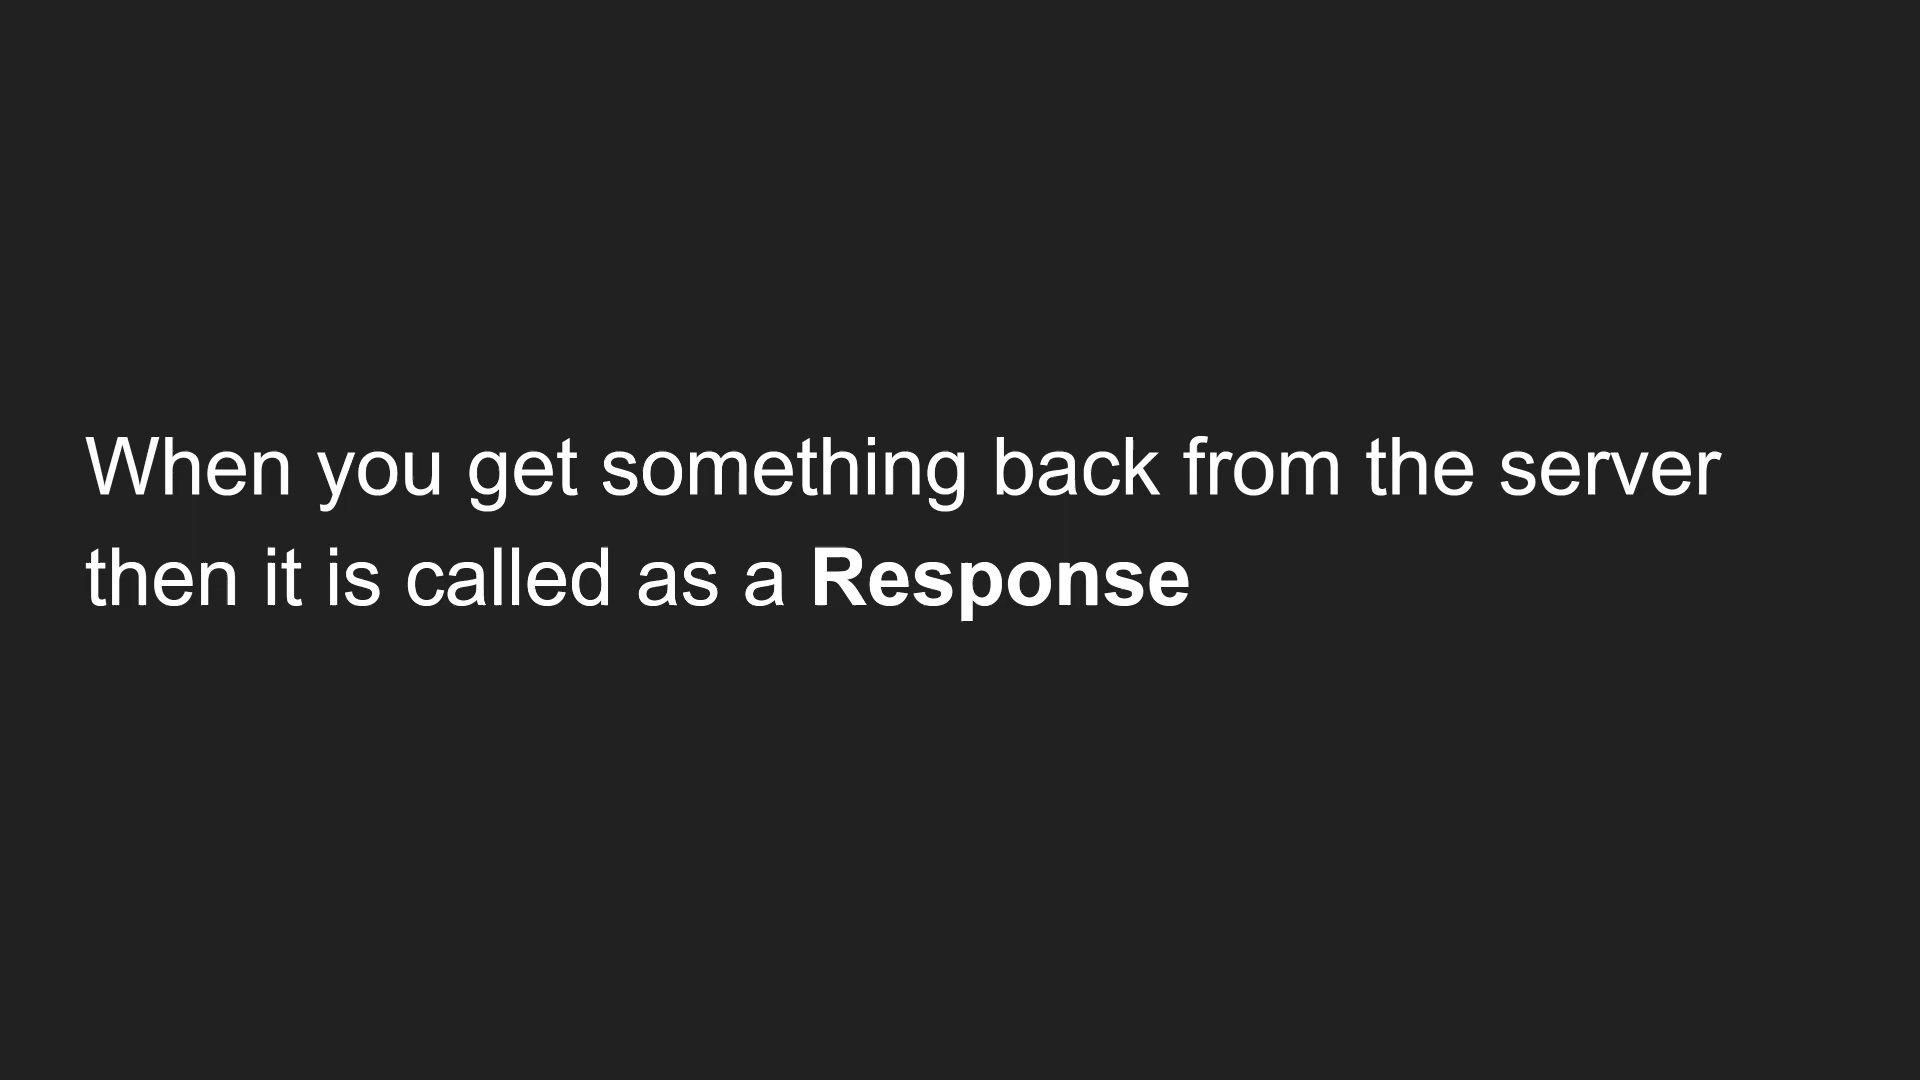 When you get something back from the server
then it is called as a Response